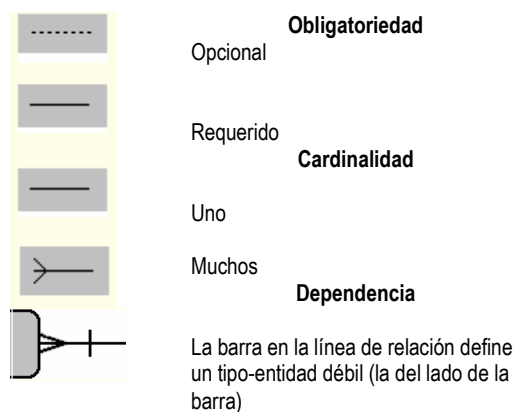 Obligatoriedad
Opcional
Requerido
Cardinalidad
Uno
Muchos
Dependencia
La barra en la línea de relación define
un tipo-entidad débil (la del lado de la
barra)